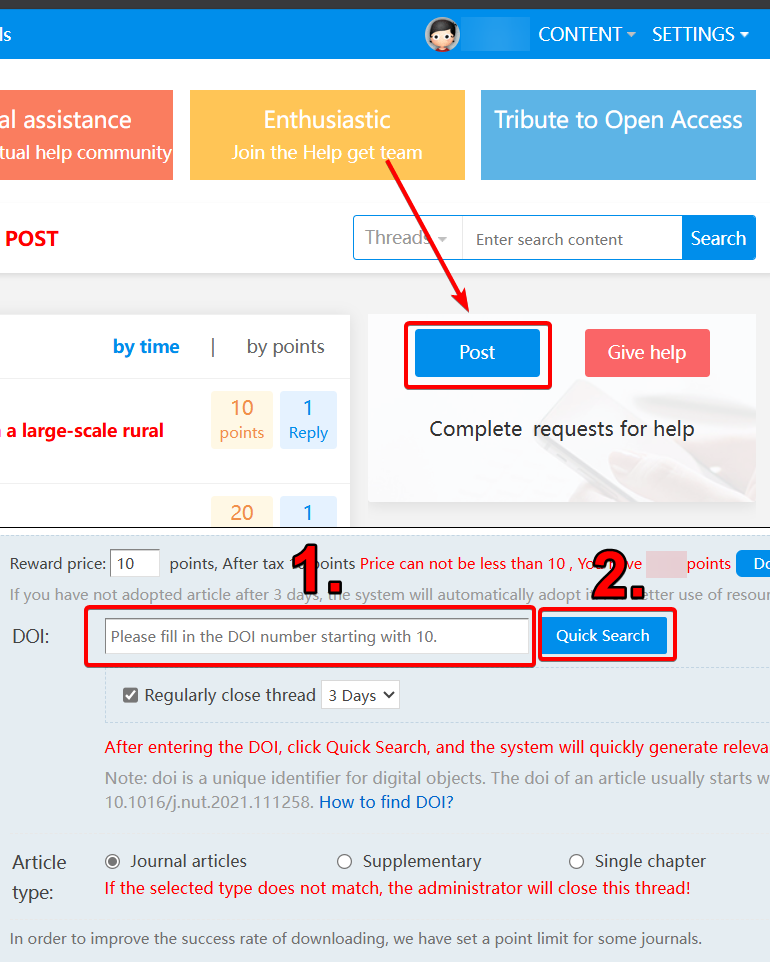 ls
CONTENT SETTINGS
al assistance
tual help community
Enthusiastic
Join the Help get team
Tribute to Open Access
POST
Threads
Enter search content
Search
by time | by points
Post
Give help
a large-scale rural
10
points
1
Reply
Complete requests for help
20
1
Reward price: 10 points, After tax points Price can not be less than 10 , points Do
1.
2.
If you have not adopted article after 3 days, the system will automatically adopt better use of resour
DOI:
Please fill in the DOI number starting with 10.
Quick Search
Regularly close thread 3 Days
After entering the DOI, click Quick Search, and the system will quickly generate releva
Note: doi is a unique identifier for digital objects. The doi of an article usually starts w
10.1016/j.nut.2021.111258. How to find DOI?
Article
type:
Journal articles Supplementary Single chapter
If the selected type does not match, the administrator will close this thread!
In order to improve the success rate of downloading, we have set a point limit for some journals.